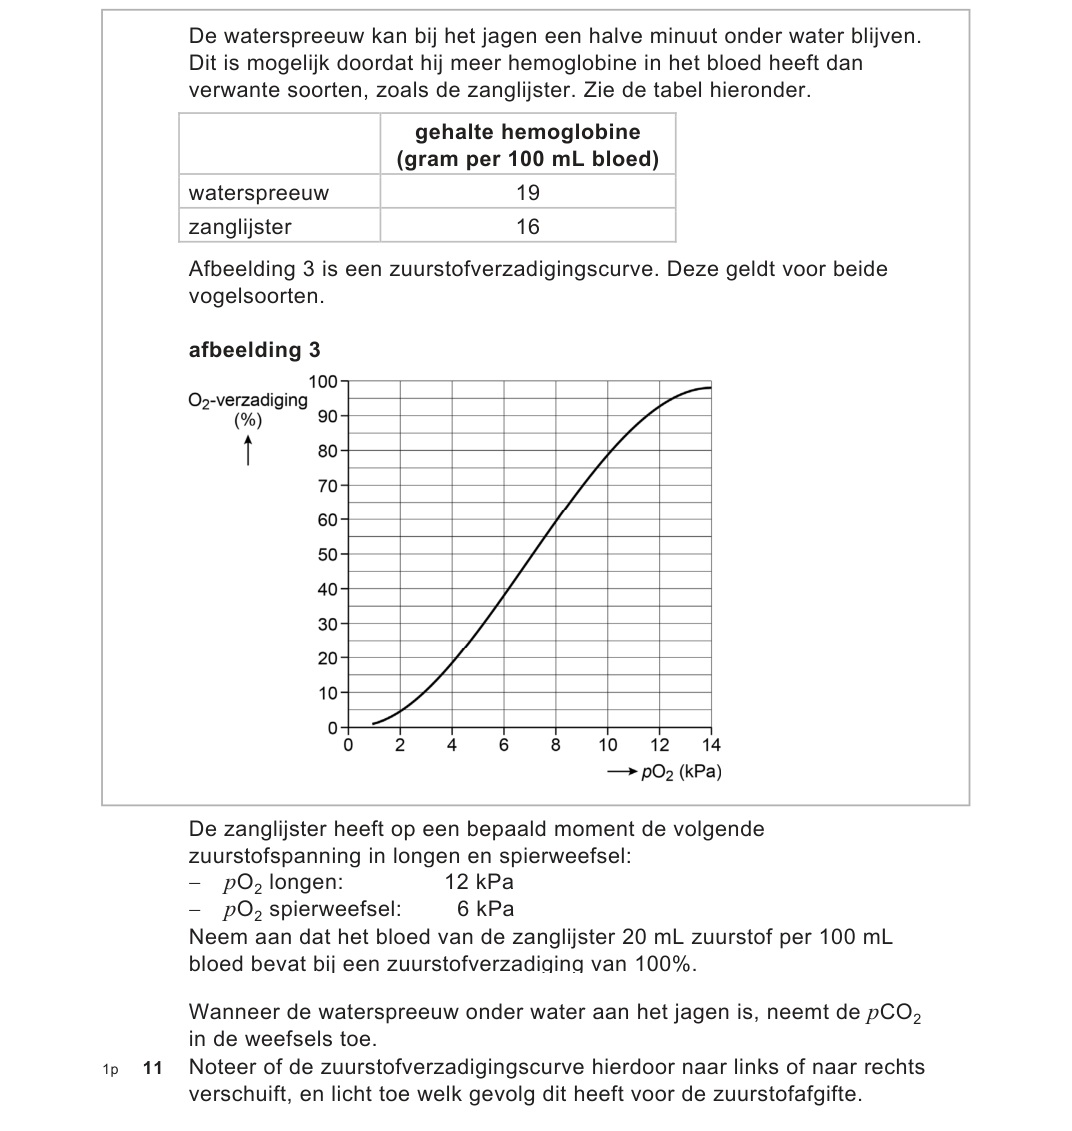 De waterspreeuw kan bij het jagen een halve minuut onder water blijven.
Dit is mogelijk doordat hij meer hemoglobine in het bloed heeft dan
verwante soorten, zoals de zanglijster. Zie de tabel hieronder.
gehalte hemoglobine
(gram per 100 mL bloed)
waterspreeuw 19
zanglijster 16
Afbeelding 3 is een zuurstofverzadigingscurve. Deze geldt voor beide
vogelsoorten.
afbeelding 3
O₂-verzadiging
(%)
100
90
80
70
60
50
40
30
20
10
0
0 2 4 6 8 10 12 14
pO₂ (kPa)
De zanglijster heeft op een bepaald moment de volgende
zuurstofspanning in longen en spierweefsel:
– pO₂ longen: 12 kPa
– pO₂ spierweefsel: 6 kPa
Neem aan dat het bloed van de zanglijster 20 mL zuurstof per 100 mL
bloed bevat bij een zuurstofverzadiging van 100%.
Wanneer de waterspreeuw onder water aan het jagen is, neemt de pCO₂
in de weefsels toe.
1p 11 Noteer of de zuurstofverzadigingscurve hierdoor naar links of naar rechts
verschuift, en licht toe welk gevolg dit heeft voor de zuurstofafgifte.